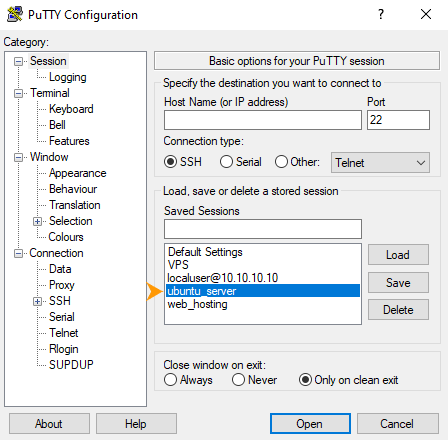 PuTTY Configuration
Category:
Session
Logging
Terminal
Keyboard
Bell
Features
Window
Appearance
Behaviour
Translation
Selection
Colours
Connection
Data
Proxy
SSH
Serial
Telnet
Rlogin
SUPDUP
Basic options for your PuTTY session
Specify the destination you want to connect to
Host Name (or IP address) Port
22
Connection type:
SSH Serial Other: Telnet
Load, save or delete a stored session
Saved Sessions
Default Settings
VPS
localuser@10.10.10.10
ubuntu_server
web_hosting
Load
Save
Delete
Close window on exit:
Always Never Only on clean exit
About Help Open Cancel